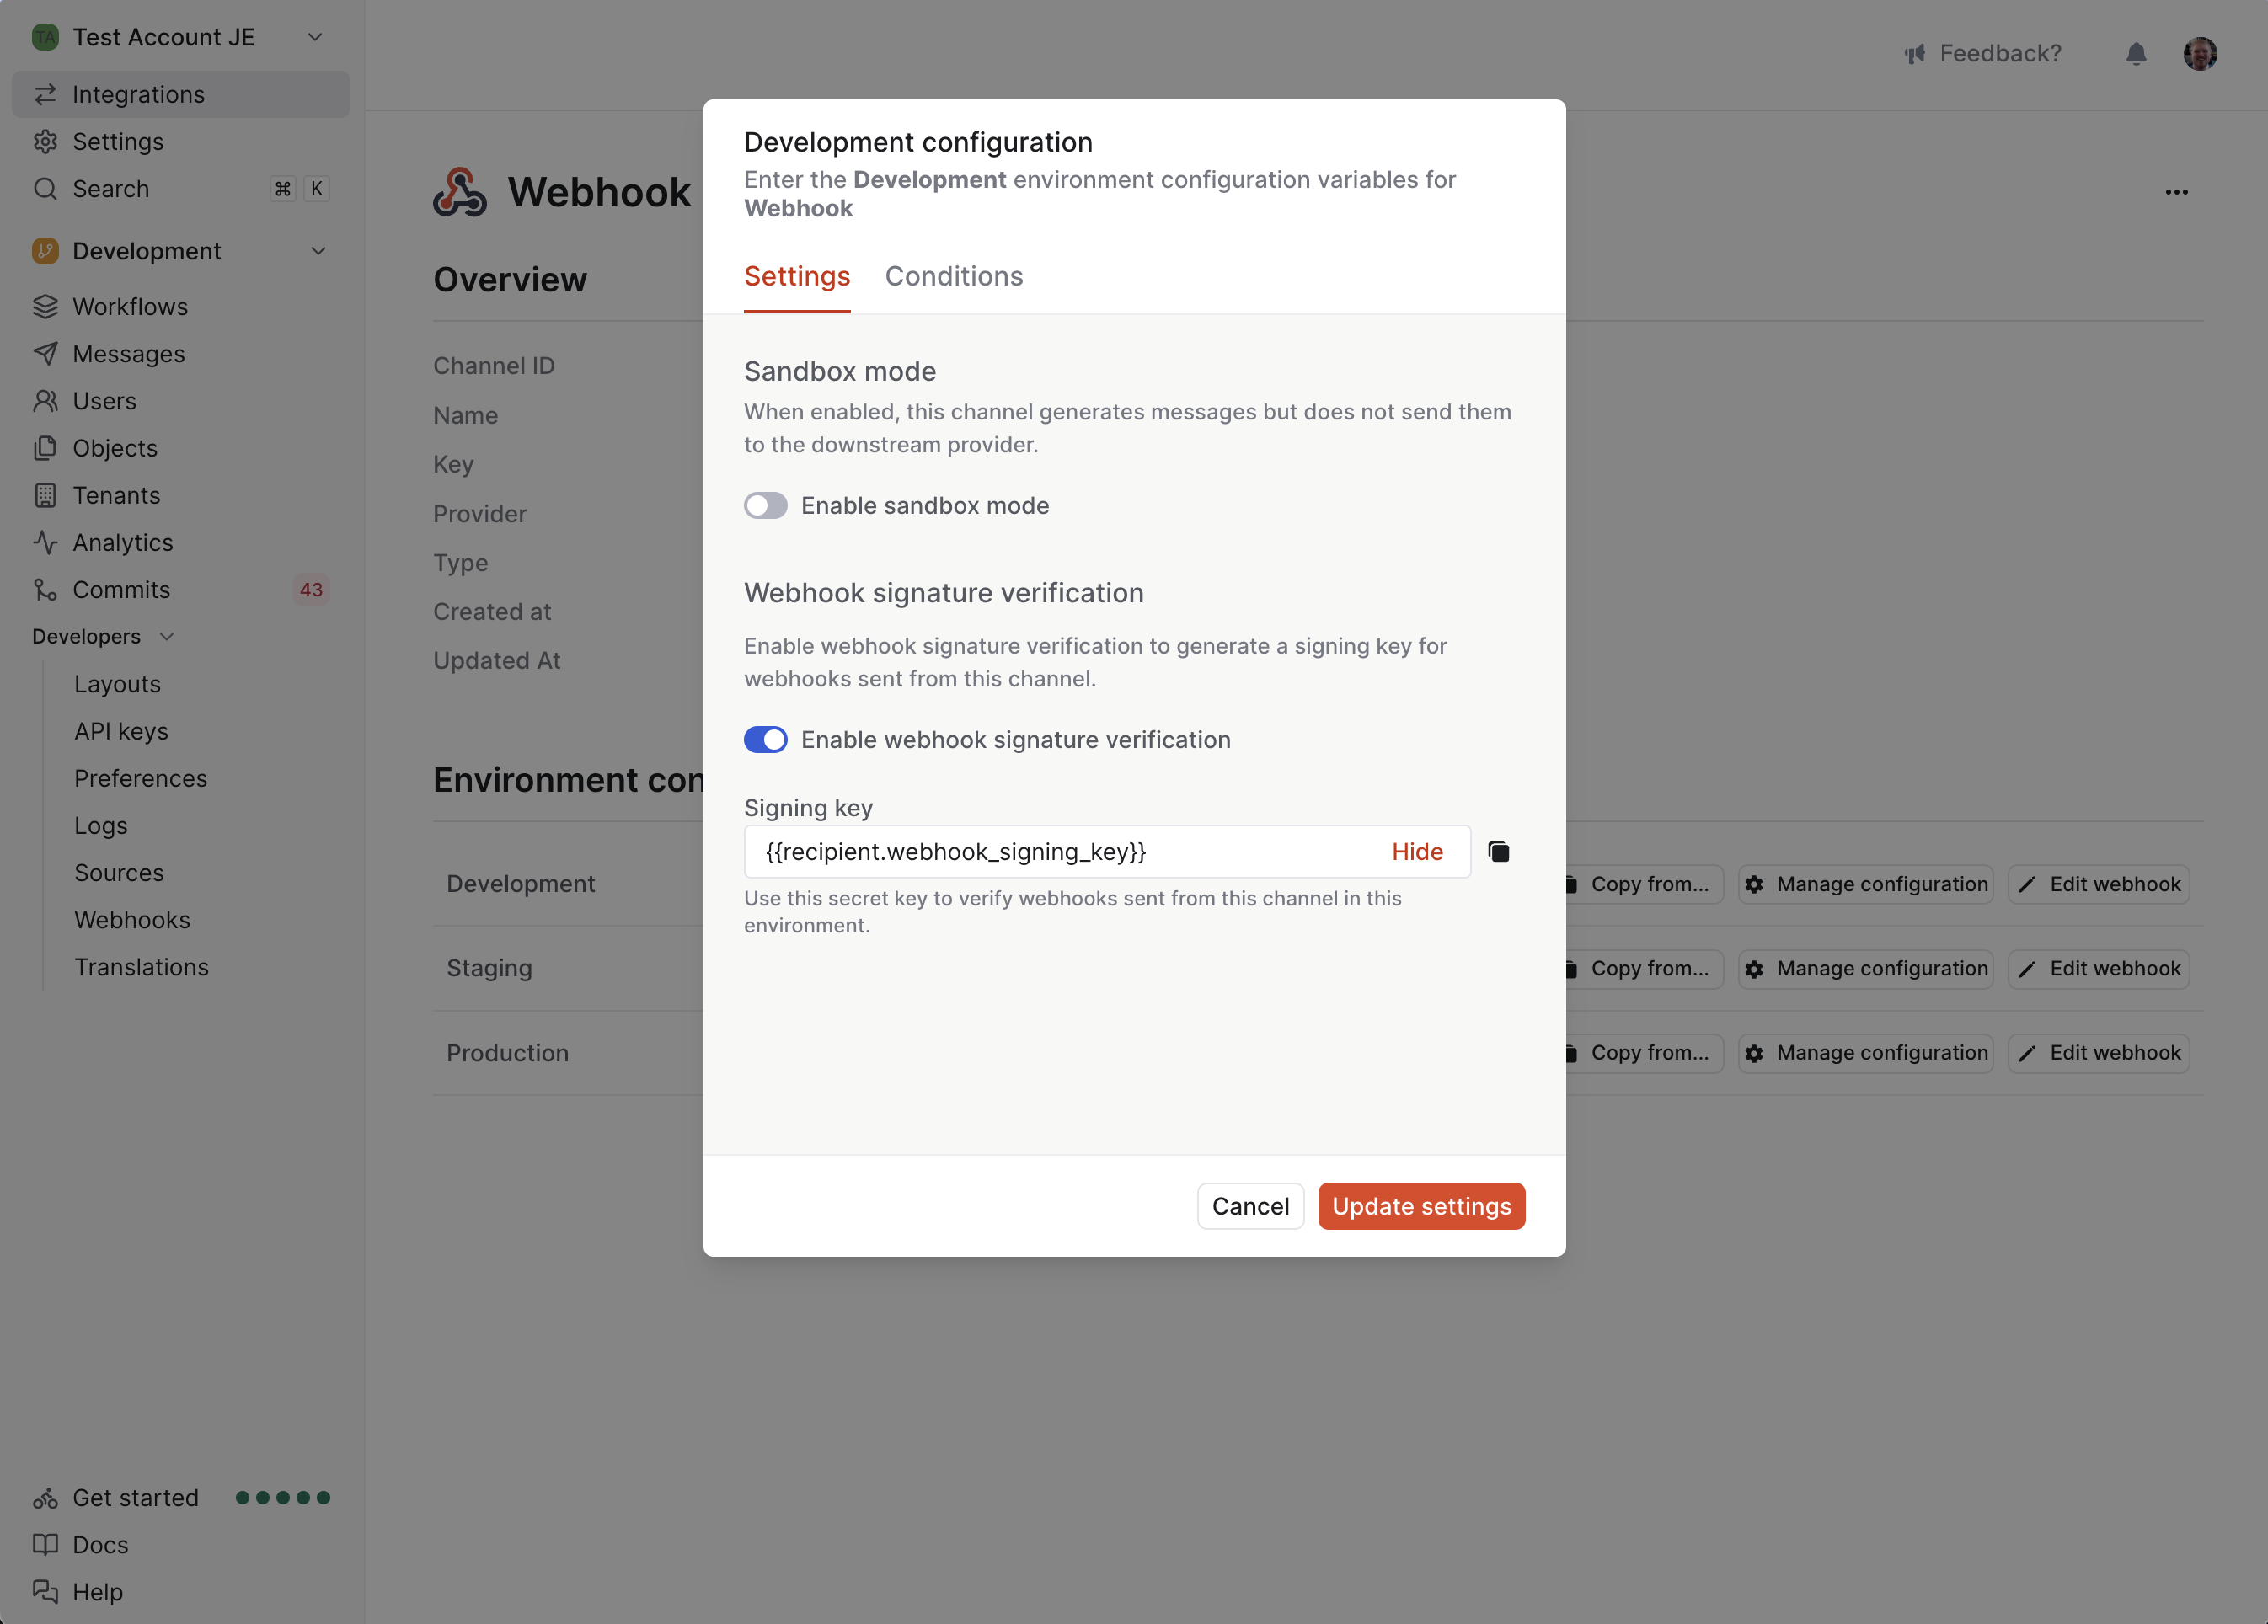 TA Test Account JE
Integrations
Settings
Search ⌘ K
Development
Workflows
Messages
Users
Objects
Tenants
Analytics
Commits 43
Developers
Layouts
API keys
Preferences
Logs
Sources
Webhooks
Translations
Get started
Docs
Help
Feedback?
Webhook
Overview
Channel ID
Name
Key
Provider
Type
Created at
Updated At
Environment con
Development
Copy from... Manage configuration Edit webhook
Staging
Copy from... Manage configuration Edit webhook
Production
Copy from... Manage configuration Edit webhook
Development configuration
Enter the Development environment configuration variables for
Webhook
Settings Conditions
Sandbox mode
When enabled, this channel generates messages but does not send them
to the downstream provider.
Enable sandbox mode
Webhook signature verification
Enable webhook signature verification to generate a signing key for
webhooks sent from this channel.
Enable webhook signature verification
Signing key
{{recipient.webhook_signing_key}} Hide
Use this secret key to verify webhooks sent from this channel in this
environment.
Cancel Update settings